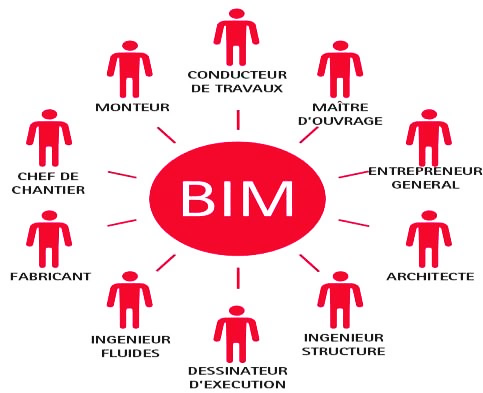 CONDUCTEUR
DE TRAVAUX
MONTEUR
MAÎTRE
D'OUVRAGE
CHEF DE
CHANTIER
ENTREPRENEUR
GENERAL
BIM
FABRICANT
ARCHITECTE
INGENIEUR
FLUIDES
INGENIEUR
STRUCTURE
DESSINATEUR
D'EXECUTION